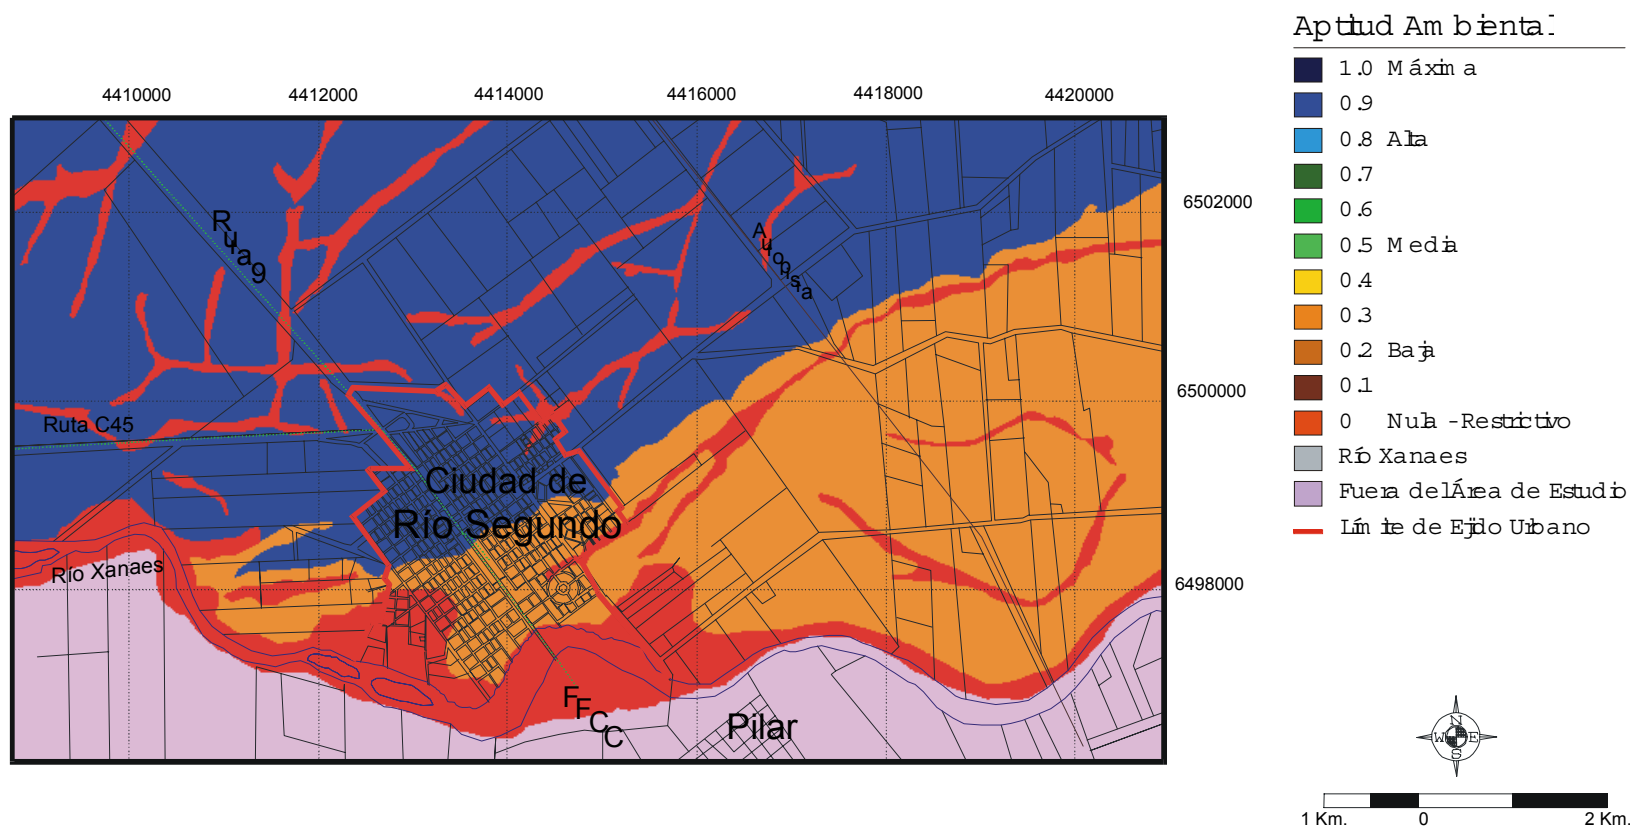 Aptitud Ambiental
1.0 Máxima
0.9
0.8 Alta
0.7
0.6
0.5 Media
0.4
0.3
0.2 Baja
0.1
0 Nula - Restrictivo
Río Xanaes
Fuera del Área de Estudio
Límite de Ejido Urbano
4410000 4412000 4414000 4416000 4418000 4420000
6502000
6500000
6498000
Ruta 9
Autopista
Ruta C45
Ciudad de
Río Segundo
Río Xanaes
FFCC
Pilar
N
W E
S
1 Km. 0 2 Km.